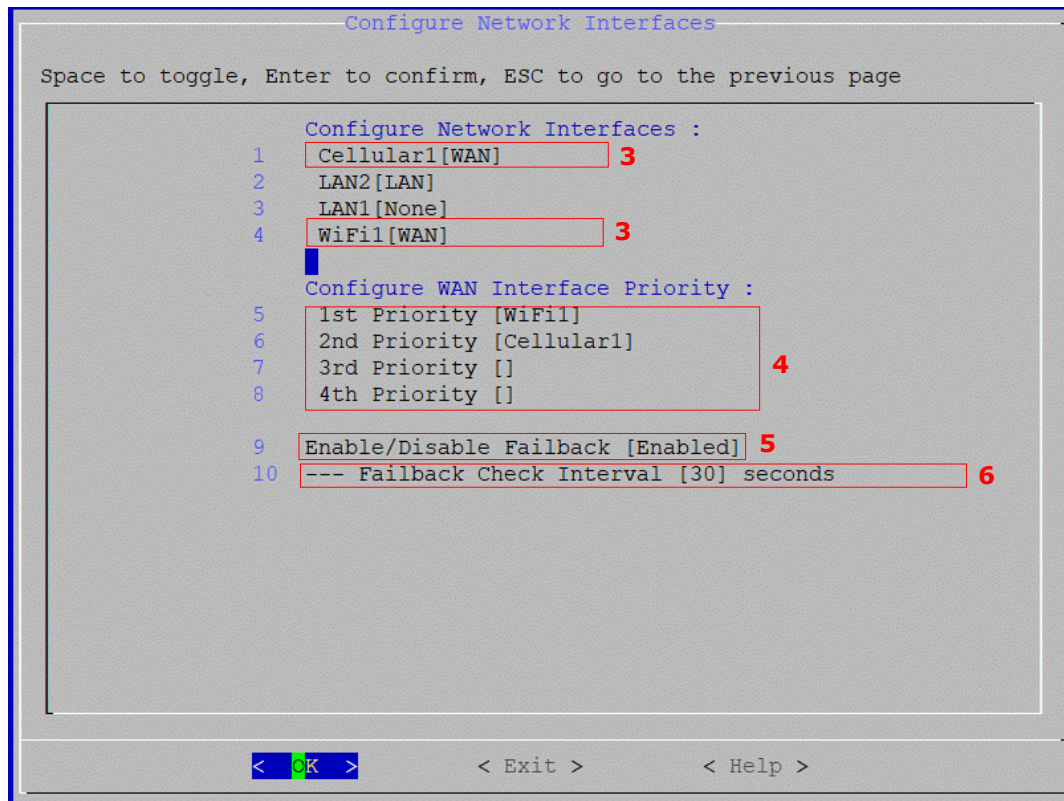 Configure Network Interfaces
Space to toggle, Enter to confirm, ESC to go to the previous page
Configure Network Interfaces :
1 Cellular1[WAN] 3
2 LAN2[LAN]
3 LAN1[None]
4 WiFi1[WAN] 3
Configure WAN Interface Priority :
5 1st Priority [WiFi1]
6 2nd Priority [Cellular1]
7 3rd Priority [] 4
8 4th Priority []
9 Enable/Disable Failback [Enabled] 5
10 --- Failback Check Interval [30] seconds 6
< OK > < Exit > < Help >